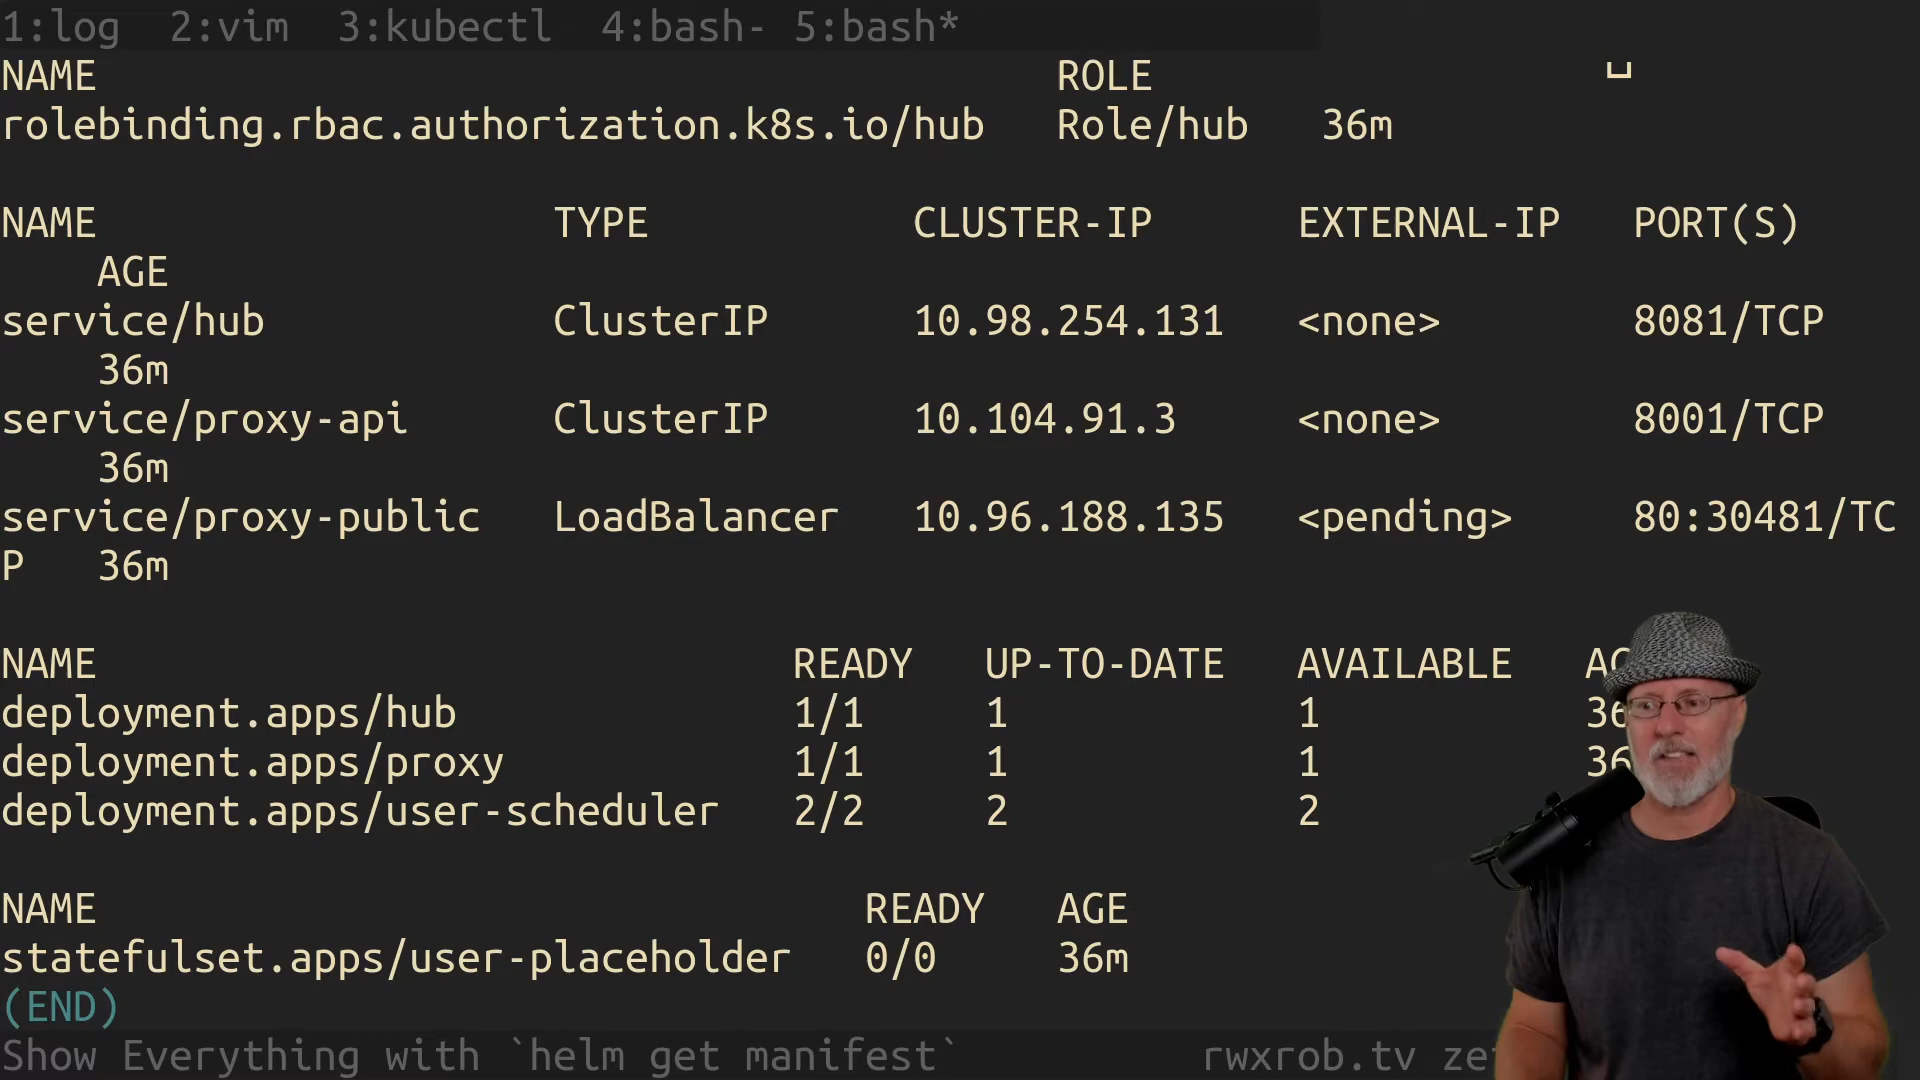 1:log  2:vim  3:kubectl  4:bash- 5:bash*
NAME                                        ROLE
rolebinding.rbac.authorization.k8s.io/hub   Role/hub   36m
NAME                   TYPE           CLUSTER-IP      EXTERNAL-IP   PORT(S)
    AGE
service/hub            ClusterIP      10.98.254.131   <none>        8081/TCP
    36m
service/proxy-api      ClusterIP      10.104.91.3     <none>        8001/TCP
    36m
service/proxy-public   LoadBalancer   10.96.188.135   <pending>     80:30481/TC
P   36m
NAME                             READY   UP-TO-DATE   AVAILABLE
deployment.apps/hub              1/1     1            1
deployment.apps/proxy            1/1     1            1
deployment.apps/user-scheduler   2/2     2            2
NAME                                READY   AGE
statefulset.apps/user-placeholder   0/0     36m
(END)
Show Everything with `helm get manifest`          rwxrob.tv